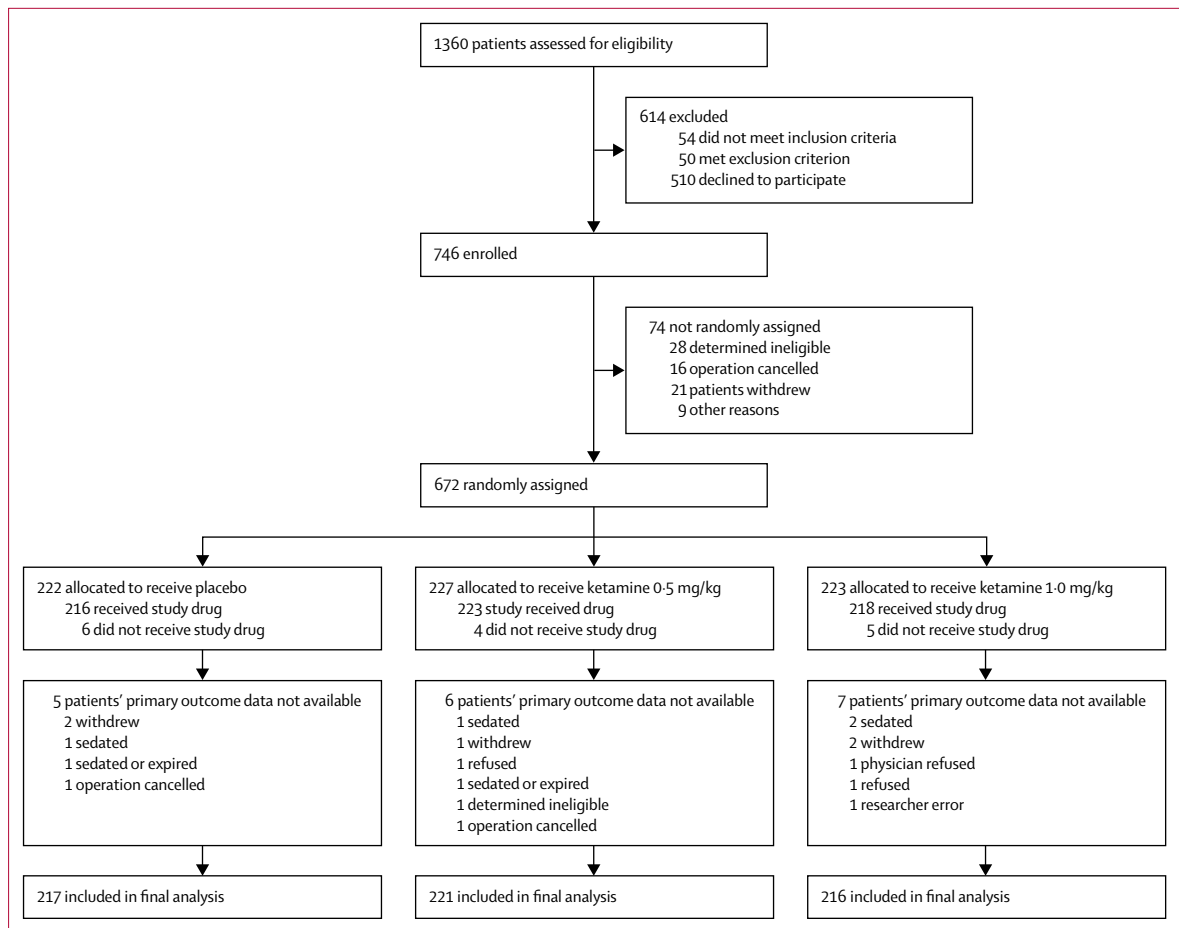 1360 patients assessed for eligibility
614 excluded
54 did not meet inclusion criteria
50 met exclusion criterion
510 declined to participate
746 enrolled
74 not randomly assigned
28 determined ineligible
16 operation cancelled
21 patients withdrew
9 other reasons
672 randomly assigned
222 allocated to receive placebo
216 received study drug
6 did not receive study drug
227 allocated to receive ketamine 0·5 mg/kg
223 study received drug
4 did not receive study drug
223 allocated to receive ketamine 1·0 mg/kg
218 received study drug
5 did not receive study drug
5 patients’ primary outcome data not available
2 withdrew
1 sedated
1 sedated or expired
1 operation cancelled
6 patients’ primary outcome data not available
1 sedated
1 withdrew
1 refused
1 sedated or expired
1 determined ineligible
1 operation cancelled
7 patients’ primary outcome data not available
2 sedated
2 withdrew
1 physician refused
1 refused
1 researcher error
217 included in final analysis
221 included in final analysis
216 included in final analysis